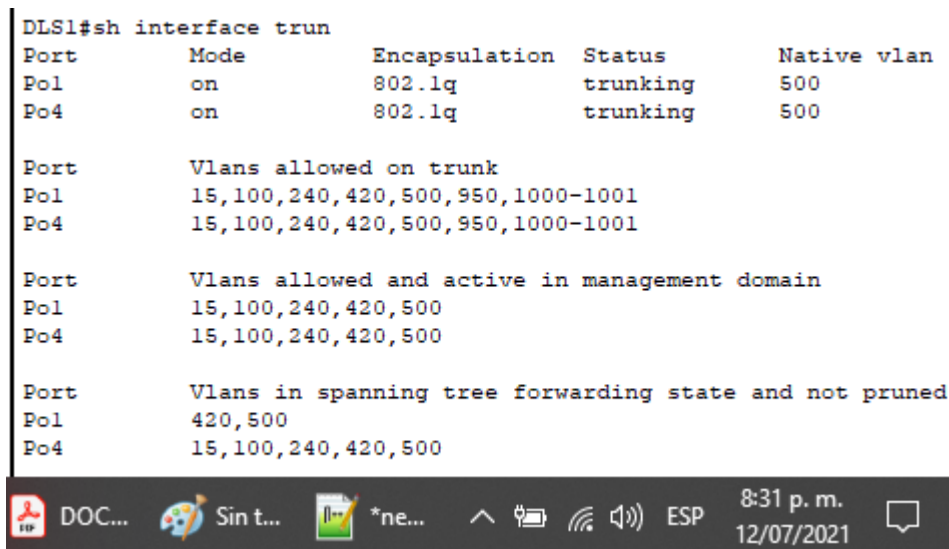 DLS1#sh interface trun
Port Mode Encapsulation Status Native vlan
Po1 on 802.1q trunking 500
Po4 on 802.1q trunking 500
Port Vlans allowed on trunk
Po1 15,100,240,420,500,950,1000-1001
Po4 15,100,240,420,500,950,1000-1001
Port Vlans allowed and active in management domain
Po1 15,100,240,420,500
Po4 15,100,240,420,500
Port Vlans in spanning tree forwarding state and not pruned
Po1 420,500
Po4 15,100,240,420,500
DOC... Sin t... *ne... ESP 8:31 p. m.
12/07/2021